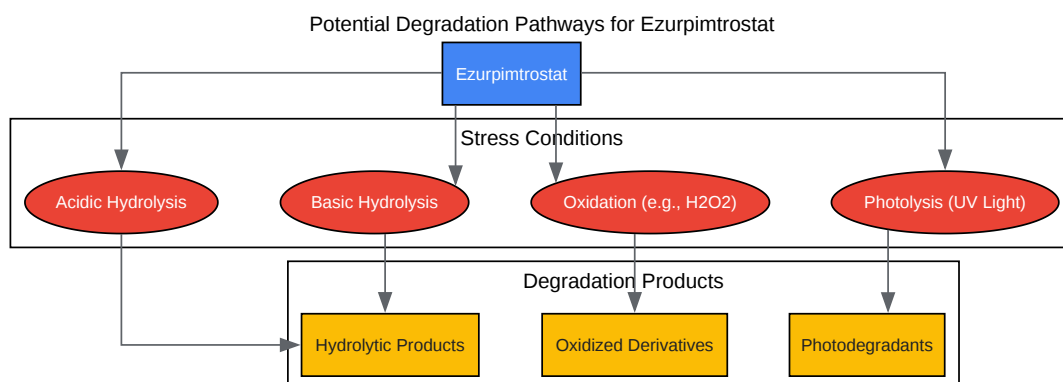 Potential Degradation Pathways for Ezurpimtrostat
Ezurpimtrostat
Stress Conditions
Acidic Hydrolysis
Basic Hydrolysis
Oxidation (e.g., H2O2)
Photolysis (UV Light)
Degradation Products
Hydrolytic Products
Oxidized Derivatives
Photodegradants